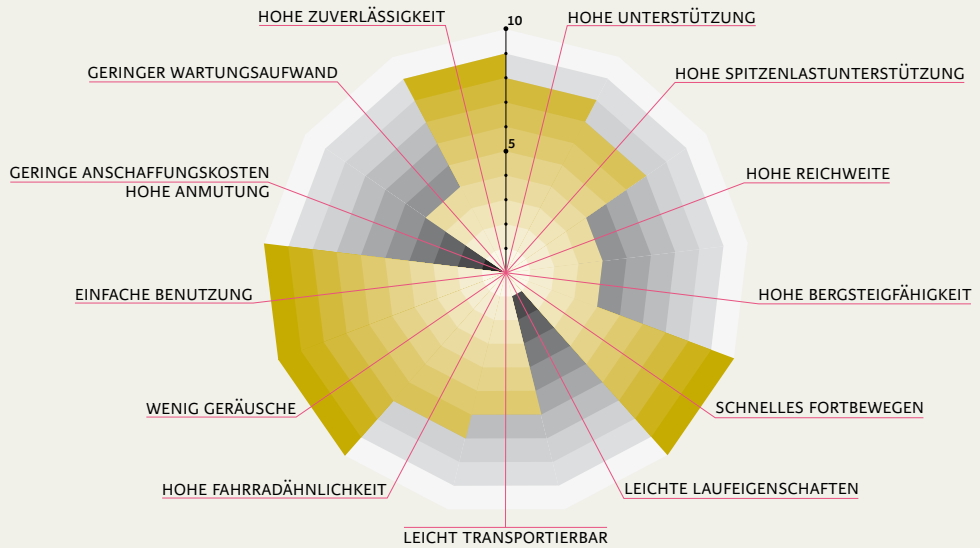 10
5
HOHE ZUVERLÄSSIGKEIT
HOHE UNTERSTÜTZUNG
GERINGER WARTUNGSAUFWAND
HOHE SPITZENLASTUNTERSTÜTZUNG
GERINGE ANSCHAFFUNGSKOSTEN
HOHE ANMUTUNG
HOHE REICHWEITE
EINFACHE BENUTZUNG
HOHE BERGSTEIGFÄHIGKEIT
WENIG GERÄUSCHE
SCHNELLES FORTBEWEGEN
HOHE FAHRRADÄHNLICHKEIT
LEICHTE LAUFEIGENSCHAFTEN
LEICHT TRANSPORTIERBAR